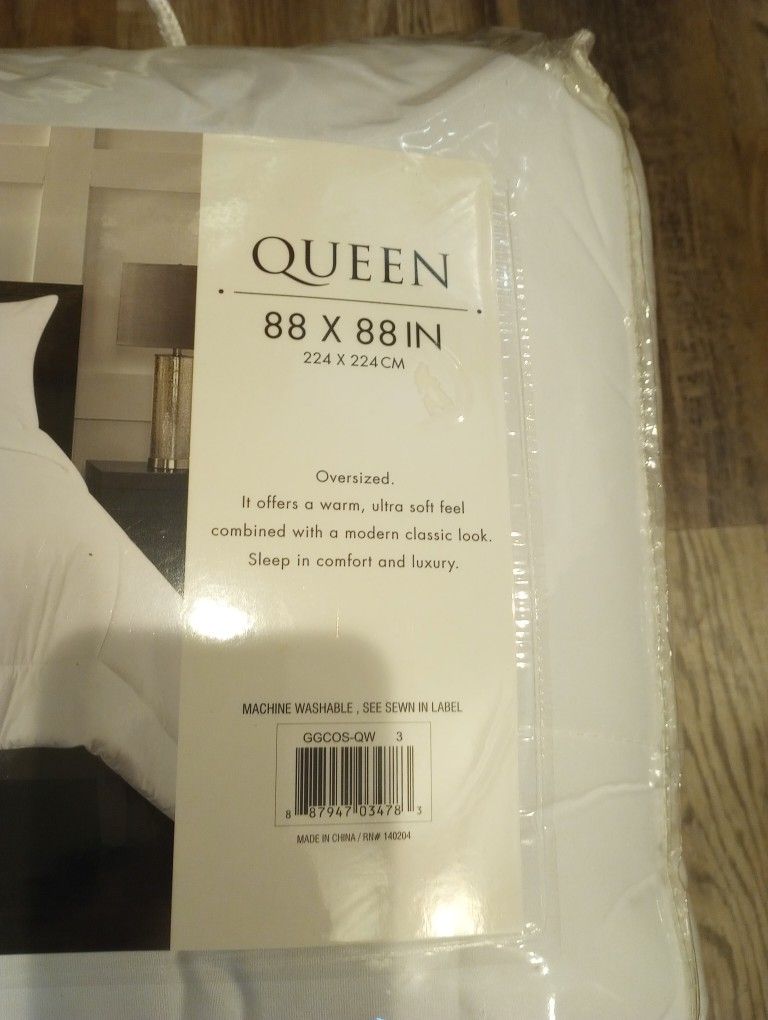 QUEEN
88 X 88 IN
224 X 224 CM
Oversized.
It offers a warm, ultra soft feel
combined with a modern classic look.
Sleep in comfort and luxury.
MACHINE WASHABLE , SEE SEWN IN LABEL
GGCOS-QW 3
8 87947 03478 3
MADE IN CHINA / RN# 140204